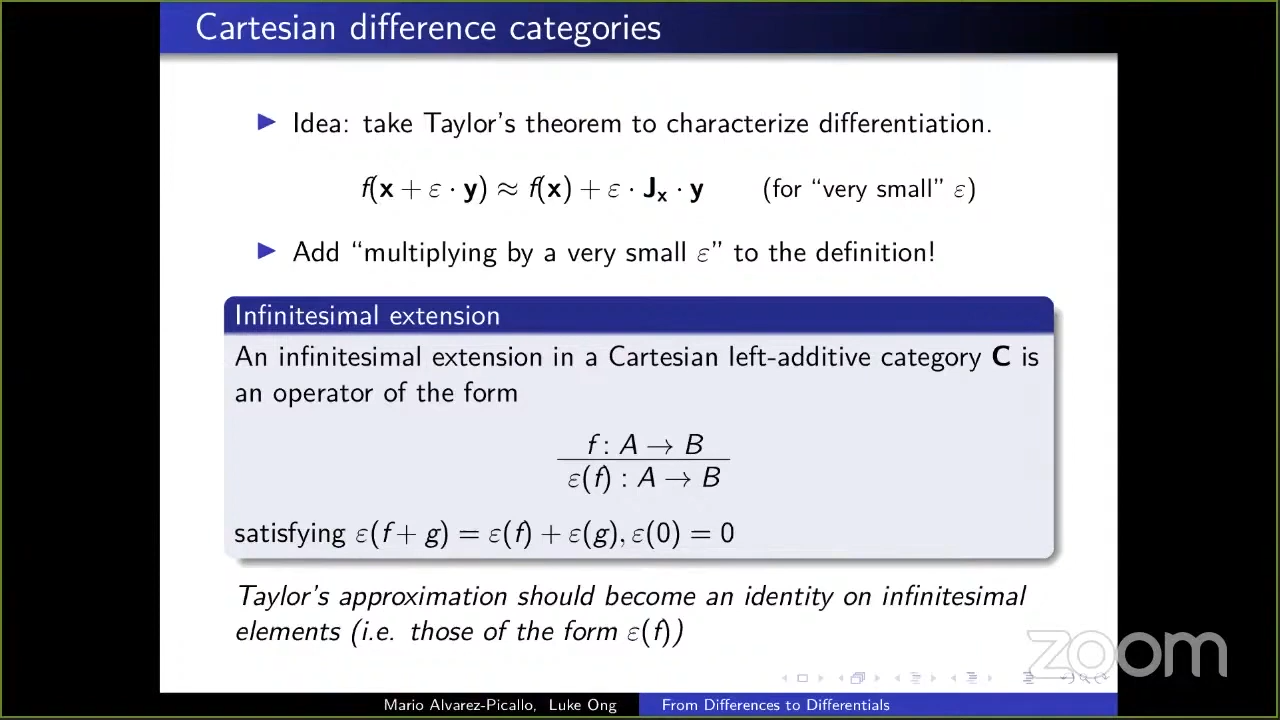 Cartesian difference categories
Idea: take Taylor's theorem to characterize differentiation.
f(x + ε · y) ≈ f(x) + ε · Jₓ · y (for “very small” ε)
Add “multiplying by a very small ε” to the definition!
Infinitesimal extension
An infinitesimal extension in a Cartesian left-additive category C is
an operator of the form
f : A → B
ε(f) : A → B
satisfying ε(f + g) = ε(f) + ε(g), ε(0) = 0
Taylor's approximation should become an identity on infinitesimal
elements (i.e. those of the form ε(f))
zoom
Mario Alvarez-Picallo, Luke Ong From Differences to Differentials